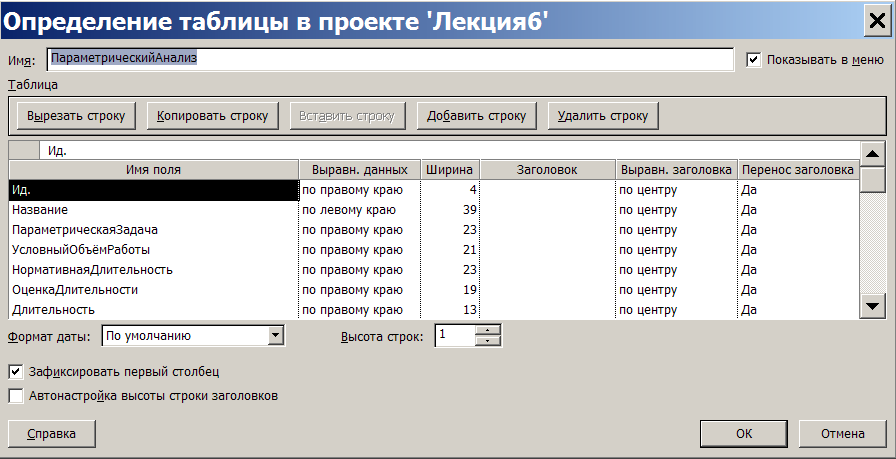 Определение таблицы в проекте 'Лекция6'
Имя: ПараметрическийАнализ Показывать в меню
Таблица
Вырезать строку Копировать строку Вставить строку Добавить строку Удалить строку
Ид.
Имя поля Выравн. данных Ширина Заголовок Выравн. заголовка Перенос заголовка
Ид. по правому краю 4 по центру Да
Название по левому краю 39 по центру Да
ПараметрическаяЗадача по правому краю 23 по центру Да
УсловныйОбъёмРаботы по правому краю 21 по центру Да
НормативнаяДлительность по правому краю 23 по центру Да
ОценкаДлительности по правому краю 19 по центру Да
Длительность по правому краю 13 по центру Да
Формат даты: По умолчанию Высота строк: 1
Зафиксировать первый столбец
Автонастройка высоты строки заголовков
Справка ОК Отмена